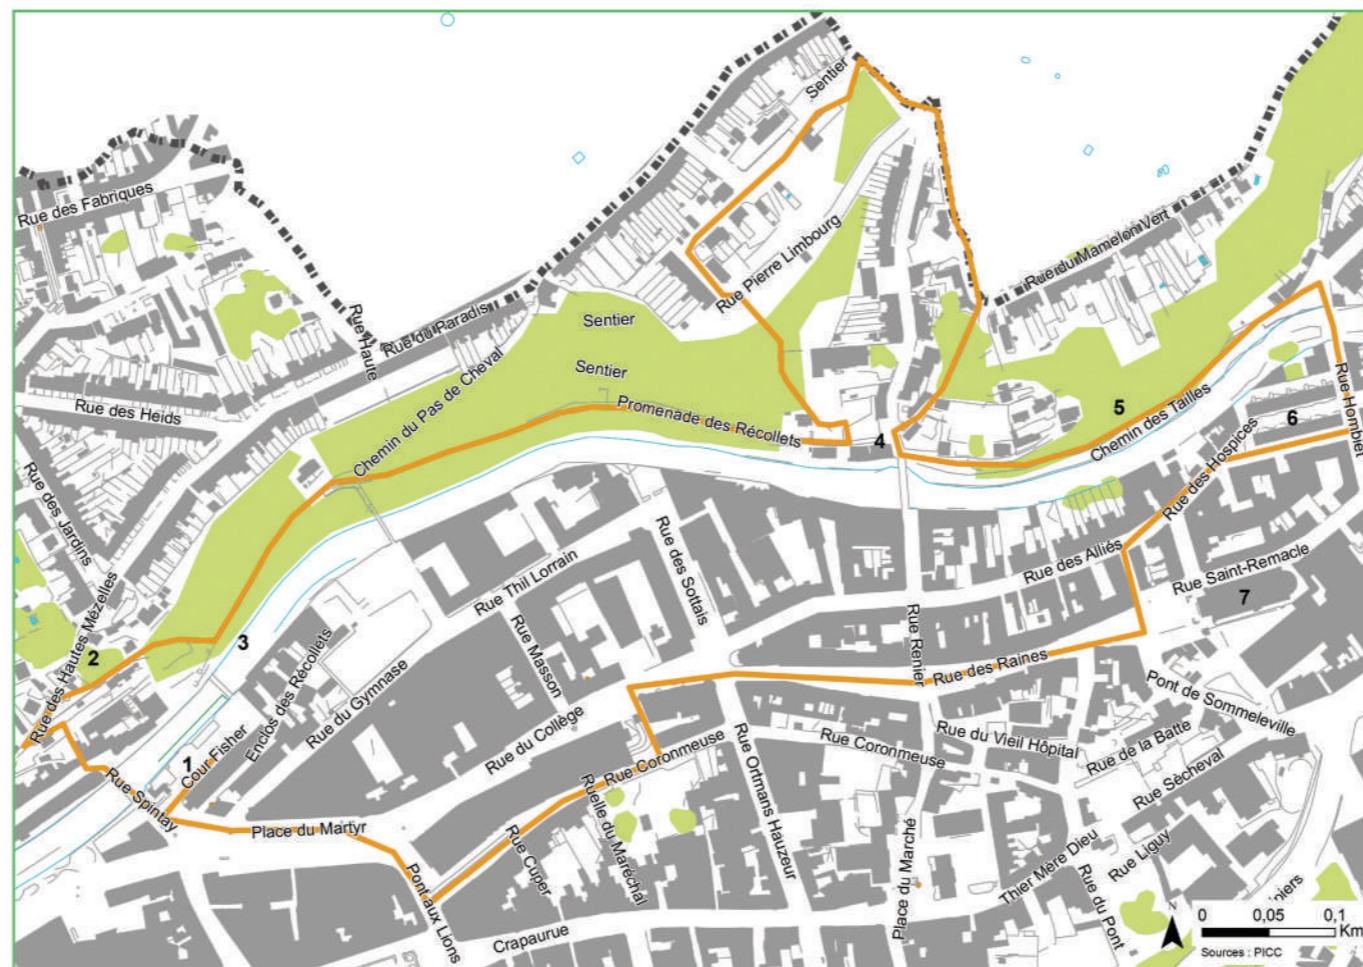 Sentier
Rue des Fabriques
Rue Pierre Limbourg
Rue du Mamelon Vert
Rue Haute
Rue du Paradis
Sentier
Sentier
Chemin du Pas de Cheval
Rue des Heids
Promenade des Récollets
4
5
Chemin des Tailles
Rue Homblet
6
Rue des Hospices
Rue des Jardins
Rue des Hautes Mézelles
2
3
Rue Thil Lorrain
Rue des Sottais
Rue des Alliés
Rue Saint-Remacle
7
Rue Masson
Rue Renier
Rue des Raines
Enclos des Récollets
Rue du Gymnase
Pont de Sommeleville
Rue du Collège
Rue Coronmeuse
Rue Coronmeuse
Rue du Vieil Hôpital
Rue de la Batte
Rue Sècheval
1
Cour Fisher
Rue Spintay
Place du Martyr
Rue Ortmans Hauzeur
Ruelle du Maréchal
Rue Cuper
Pont aux Lions
Place du Marché
Thier Mère Dieu
Rue Liguy
Rue du Pont
Crapaurue
N
0 0,05 0,1
Km
Sources : PICC